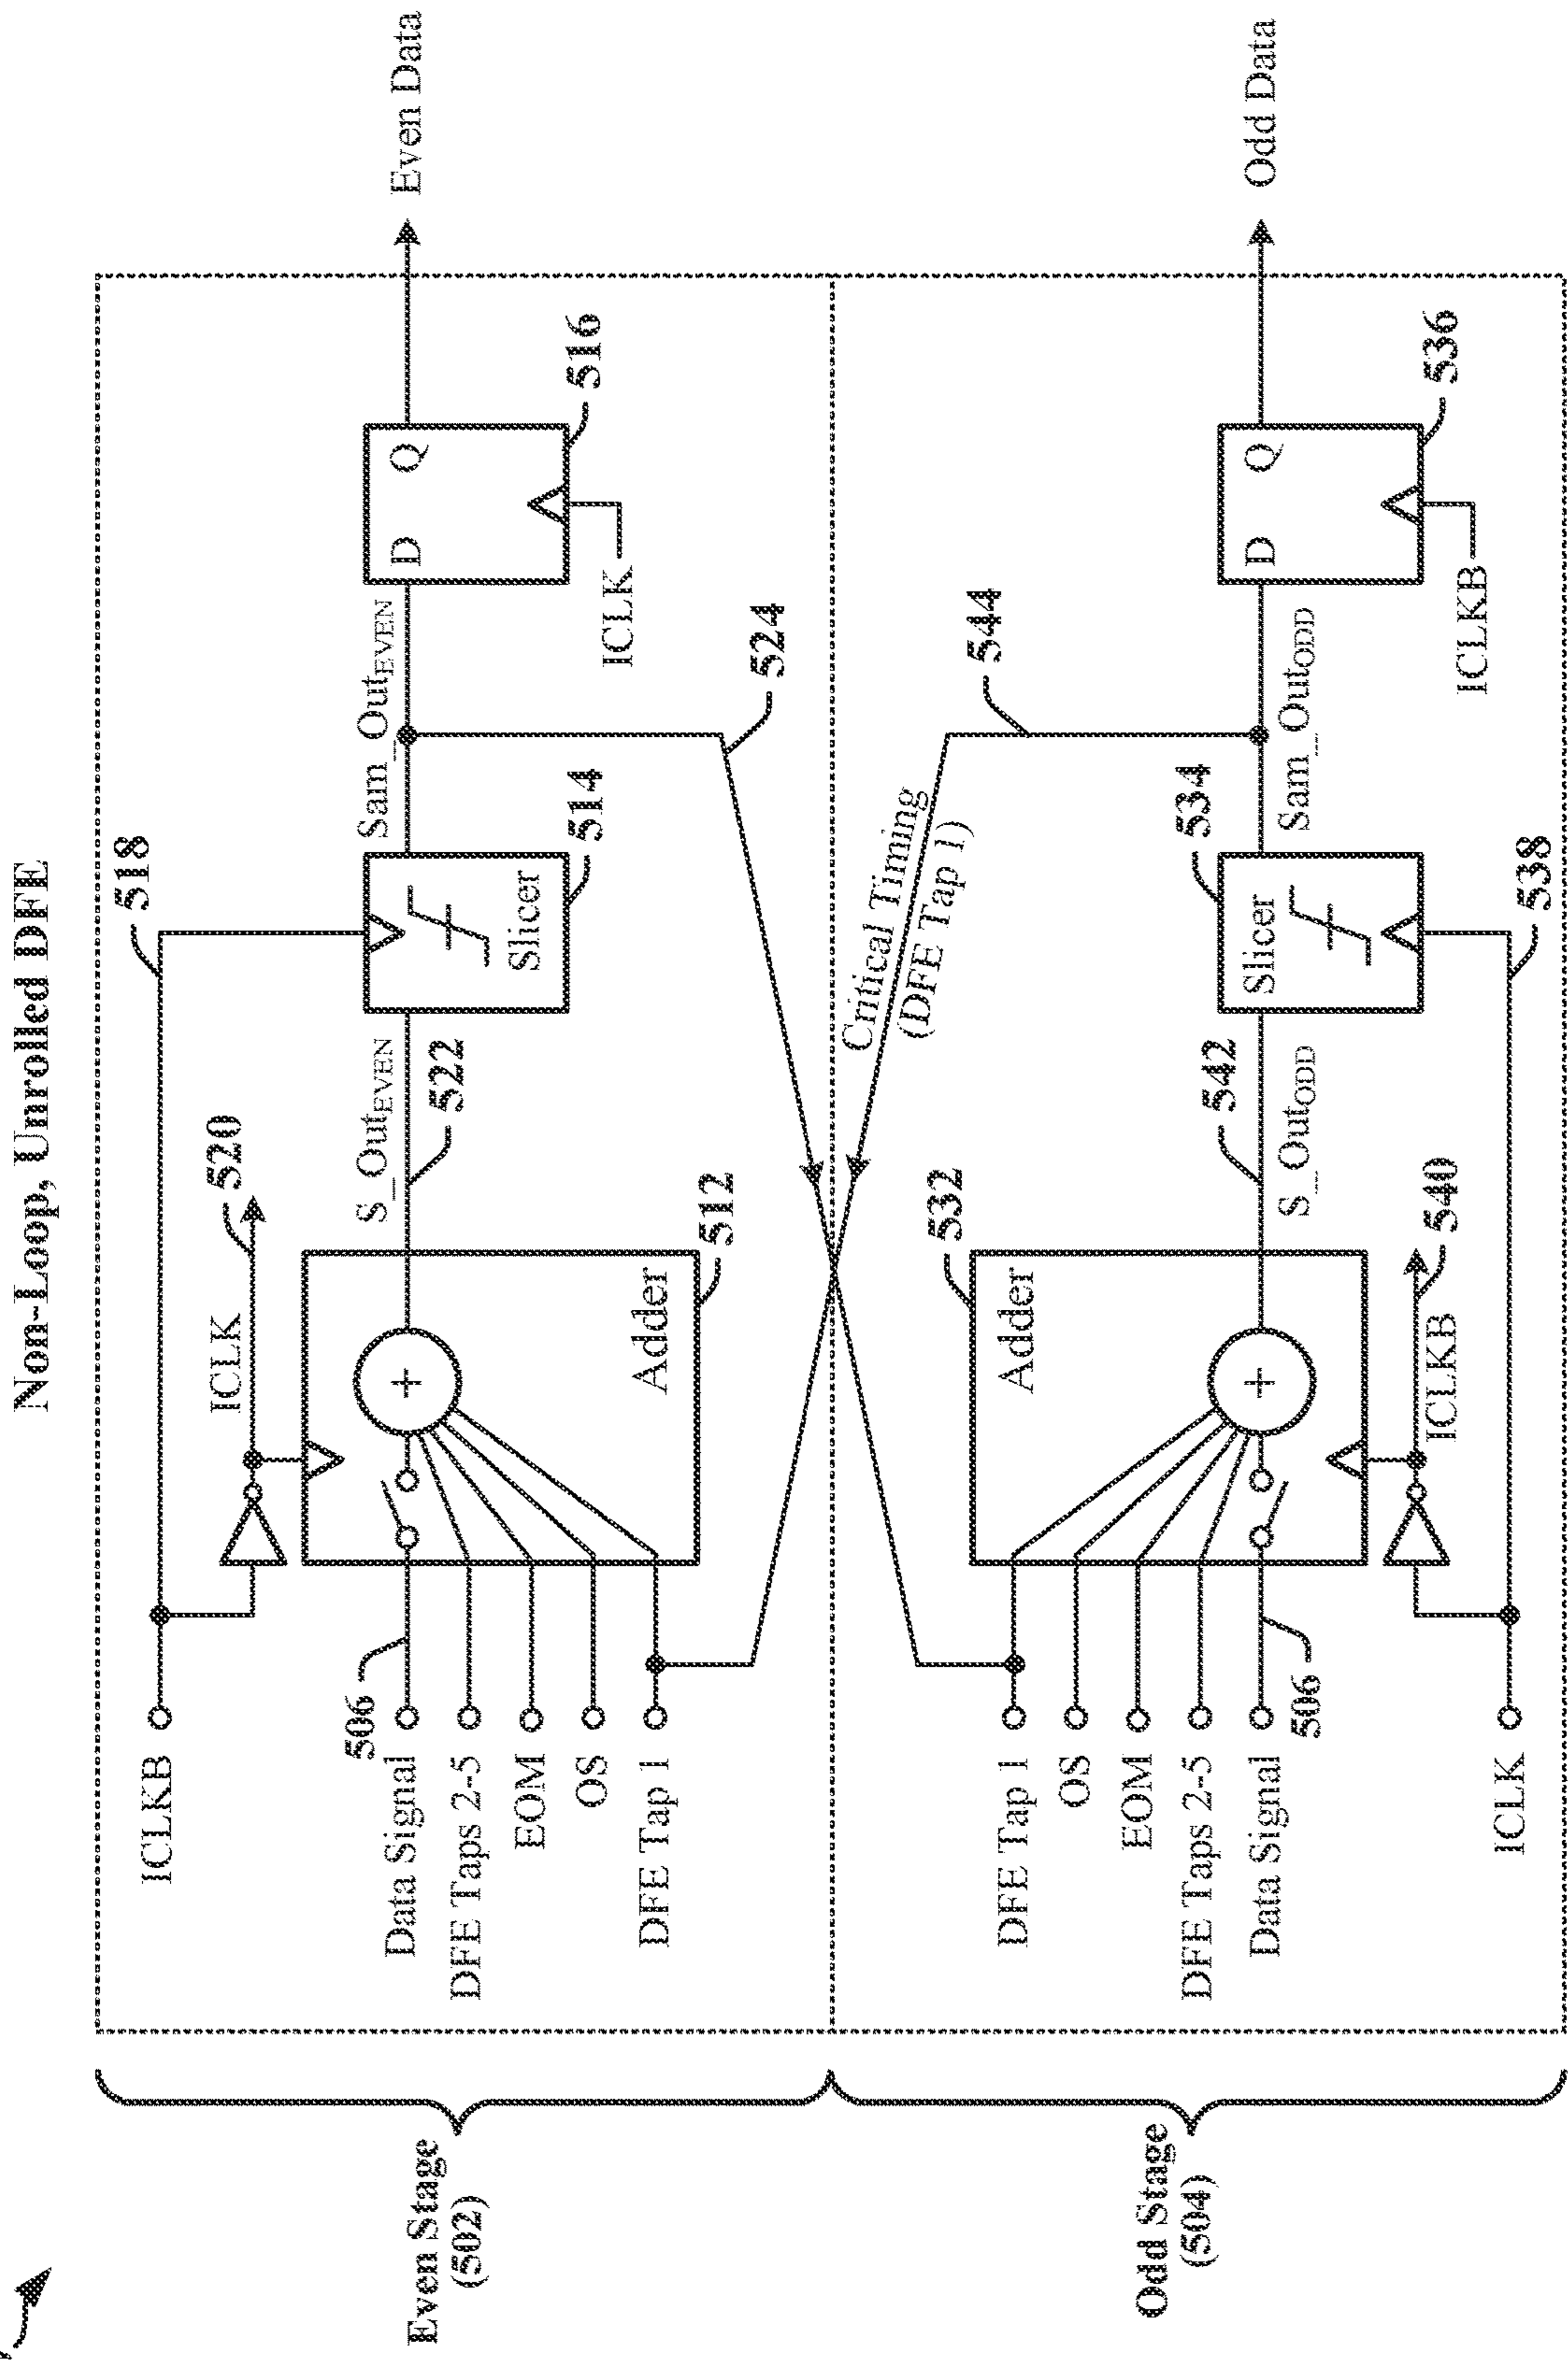 Non-Loop, Unrolled DFE
Even Stage
(502)
ICLKB
518
ICLK
520
506
Data Signal
DFE Taps 2-5
EOM
OS
DFE Tap 1
+
Adder
512
S_OutEVEN
522
Slicer
514
Sam_OutEVEN
D
Q
516
ICLK
524
Even Data
Critical Timing
(DFE Tap 1)
544
Odd Stage
(504)
DFE Tap 1
OS
EOM
DFE Taps 2-5
Data Signal
506
ICLK
Adder
532
+
ICLKB
540
542
S_OutODD
Slicer
534
538
Sam_OutODD
D
Q
536
ICLKB
Odd Data